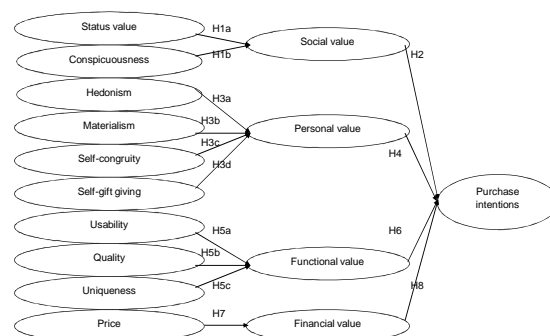 Status value
H1a
Social value
H1b
Conspicuousness
H2
Hedonism
H3a
Materialism
H3b
Personal value
H3c
Self-congruity
H4
H3d
Self-gift giving
Purchase
intentions
Usability
H5a
H6
Quality
H5b
Functional value
H5c
Uniqueness
H8
Price
H7
Financial value